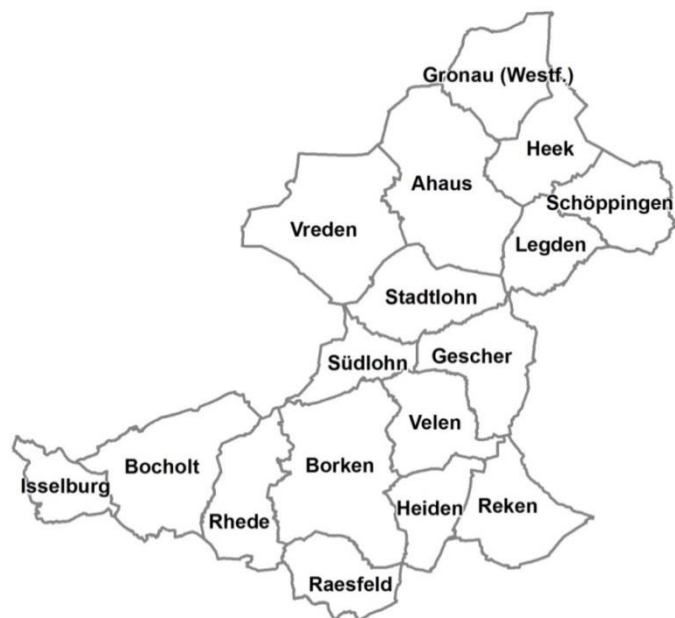 Gronau (Westf.)
Heek
Ahaus
Schöppingen
Vreden
Legden
Stadtlohn
Südlohn
Gescher
Velen
Bocholt
Borken
Isselburg
Heiden
Reken
Rhede
Raesfeld